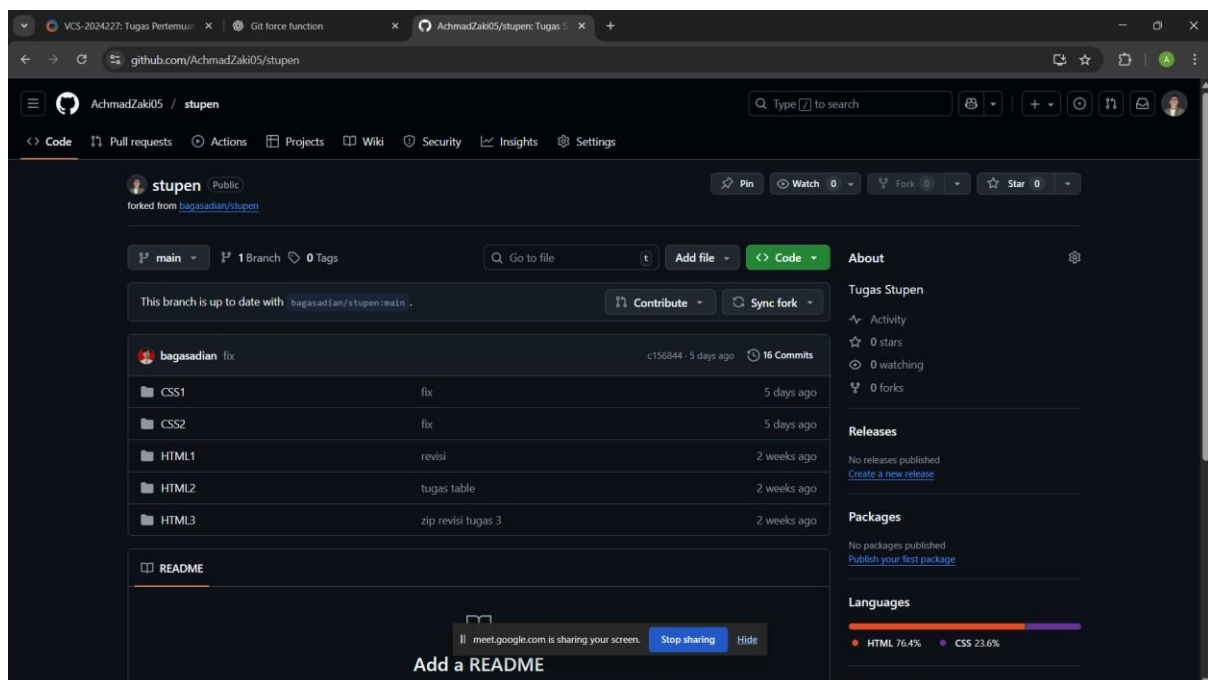 VCS-2024227: Tugas Pertemua
Git force function
AchmadZaki05/stupen: Tugas S
github.com/AchmadZaki05/stupen
A
AchmadZaki05 / stupen
Type / to search
Code
Pull requests
Actions
Projects
Wiki
Security
Insights
Settings
stupen Public
Pin
Watch 0
Fork 0
Star 0
forked from bagasadian/stupen
main
1 Branch
0 Tags
Go to file
t
Add file
Code
About
Tugas Stupen
This branch is up to date with bagasadian/stupen:main .
Contribute
Sync fork
Activity
0 stars
0 watching
0 forks
bagasadian fix
c156844 · 5 days ago
16 Commits
CSS1 fix 5 days ago
CSS2 fix 5 days ago
HTML1 revisi 2 weeks ago
HTML2 tugas table 2 weeks ago
HTML3 zip revisi tugas 3 2 weeks ago
Releases
No releases published
Create a new release
Packages
No packages published
Publish your first package
README
Languages
HTML 76.4% CSS 23.6%
meet.google.com is sharing your screen.
Stop sharing
Hide
Add a README